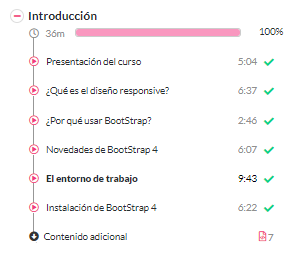 Introducción
36m 100%
Presentación del curso 5:04
¿Qué es el diseño responsive? 6:37
¿Por qué usar BootStrap? 2:46
Novedades de BootStrap 4 6:07
El entorno de trabajo 9:43
Instalación de BootStrap 4 6:22
Contenido adicional 7